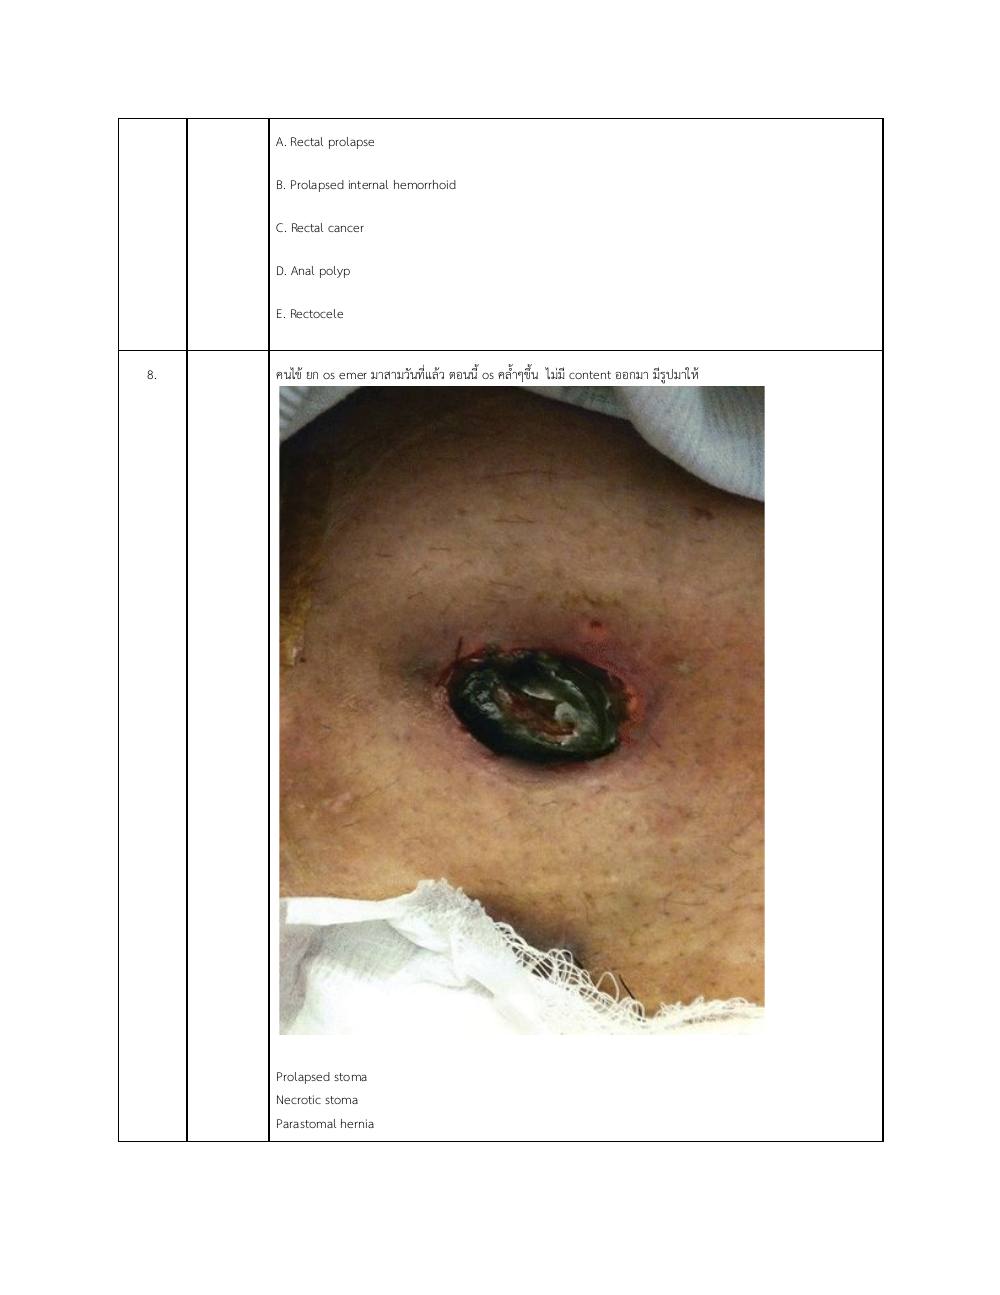 A. Rectal prolapse
B. Prolapsed internal hemorrhoid
C. Rectal cancer
D. Anal polyp
E. Rectocele
8.
คนไข้ ยก os emer มาสามวันที่แล้ว ตอนนี้ os คล้ำๆขึ้น ไม่มี content ออกมา มีรูปมาให้
Prolapsed stoma
Necrotic stoma
Parastomal hernia